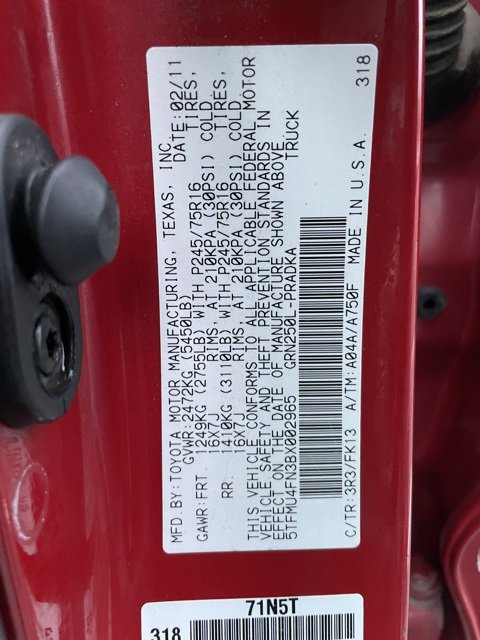 MFD.BY:TOYOTA MOTOR MANUFACTURING, TEXAS, INC.
DATE:02/11
GVWR:2472KG (5450LB)
GAWR:FRT. 1249KG (2755LB) WITH P245/75R16 TIRES,
16X7J RIMS, AT 210KPA (30PSI) COLD
RR. 1410KG (3110LB) WITH P245/75R16 TIRES,
16X7J RIMS, AT 210KPA (30PSI) COLD
THIS VEHICLE CONFORMS TO ALL APPLICABLE FEDERAL MOTOR
VEHICLE SAFETY AND THEFT PREVENTION STANDARDS IN
EFFECT ON THE DATE OF MANUFACTURE SHOWN ABOVE.
5TFMU4FN3BX002965 GRN250L-PRADKA TRUCK
C/TR:3R3/FK13 A/TM:A04A/A750F MADE IN U.S.A. 318
71N5T
318